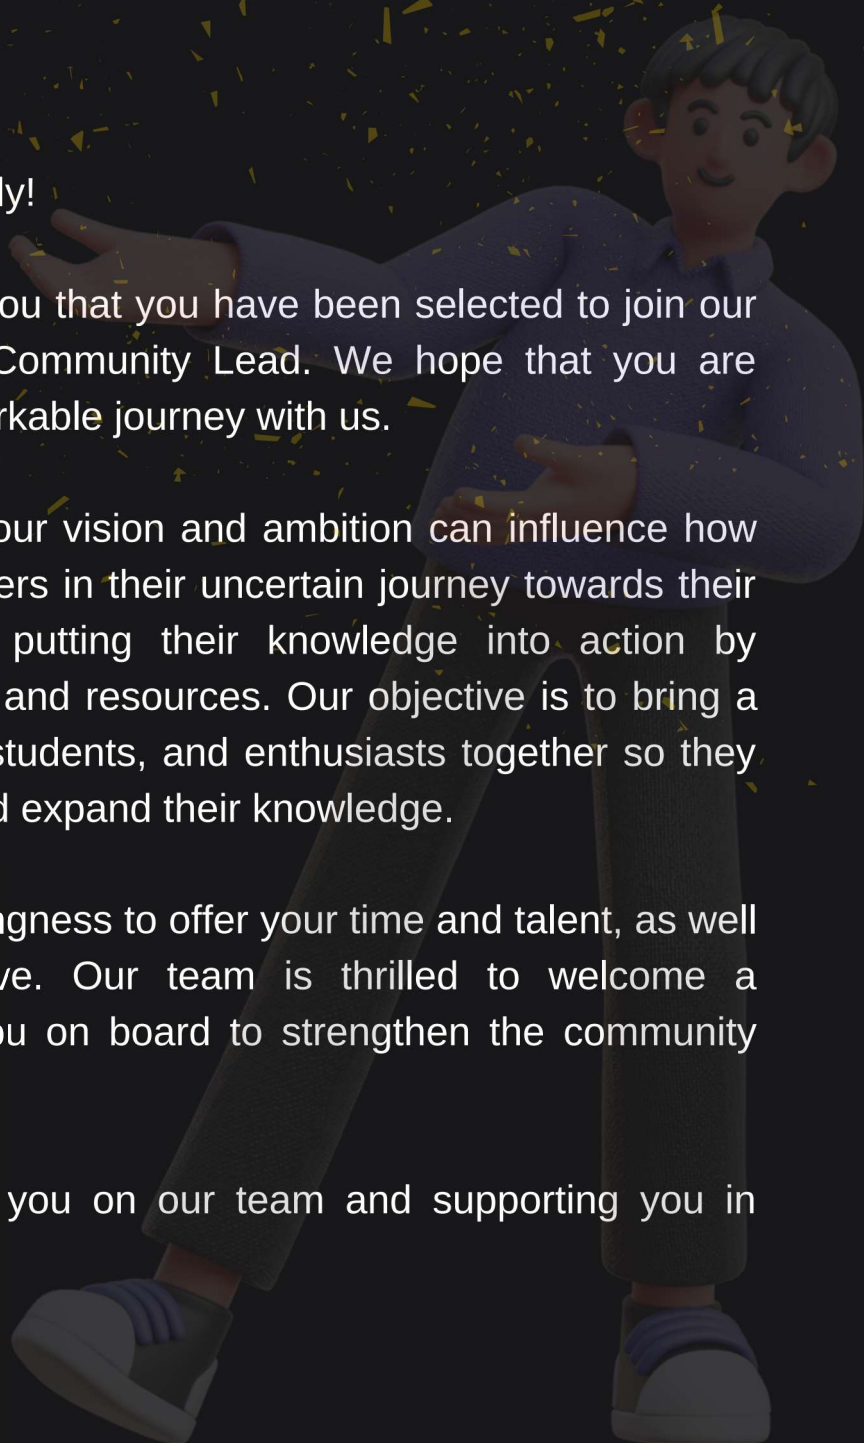 ly!
ou that you have been selected to join our
Community Lead. We hope that you are
rkable journey with us.
our vision and ambition can influence how
ers in their uncertain journey towards their
putting their knowledge into action by
and resources. Our objective is to bring a
students, and enthusiasts together so they
d expand their knowledge.
ngness to offer your time and talent, as well
ve. Our team is thrilled to welcome a
ou on board to strengthen the community
you on our team and supporting you in